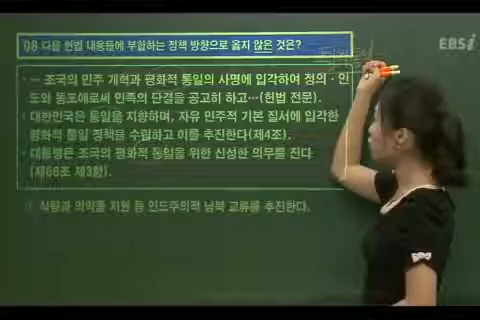 08 다음 헌법 내용들에 부합하는 정책 방향으로 옳지 않은 것은?
EBSi
· … 조국의 민주 개혁과 평화적 통일의 사명에 입각하여 정의 · 인
도와 동포애로써 민족의 단결을 공고히 하고…(헌법 전문).
· 대한민국은 통일을 지향하며, 자유 민주적 기본 질서에 입각한
평화적 통일 정책을 수립하고 이를 추진한다(제4조).
· 대통령은 조국의 평화적 통일을 위한 신성한 의무를 진다
(제66조 제3항).
① 식량과 의약품 지원 등 인도주의적 남북 교류를 추진한다.